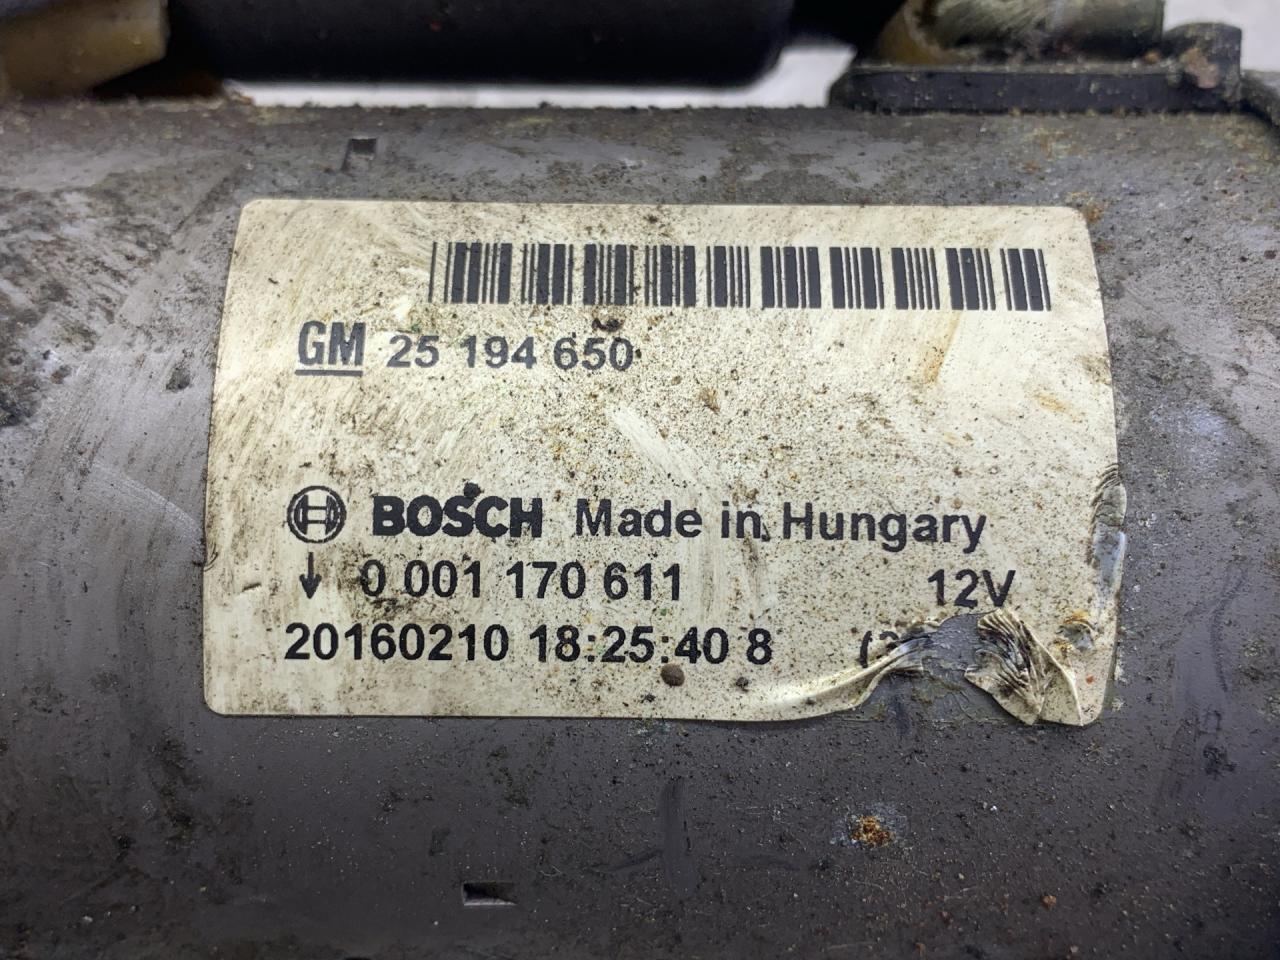 GM 25 194 650
BOSCH Made in Hungary
↓ 0 001 170 611 12V
20160210 18:25:40 8